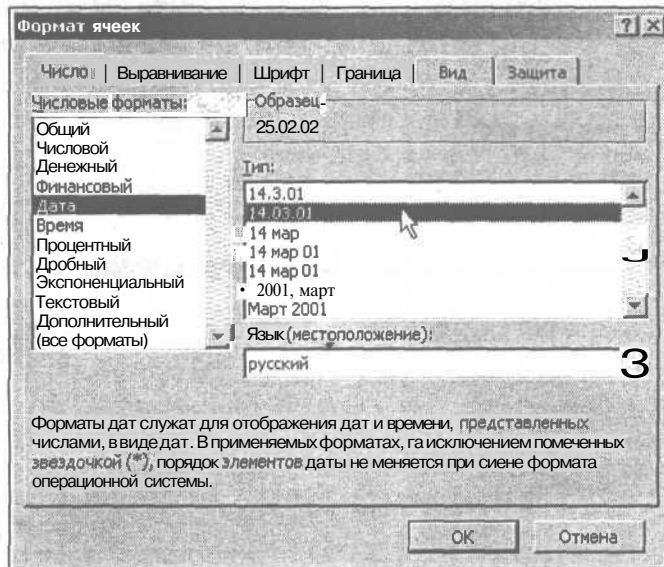 Формат ячеек
Число | Выравнивание | Шрифт | Граница | Вид | Защита
Числовые форматы:
Общий
Числовой
Денежный
Финансовый
Дата
Время
Процентный
Дробный
Экспоненциальный
Текстовый
Дополнительный
(все форматы)
Образец
25.02.02
Тип:
14.3.01
14.03.01
14 мар
14 мар 01
14 мар 01
• 2001, март
Март 2001
Язык (местоположение):
русский
З
Форматы дат служат для отображения дат и времени, представленных
числами, в виде дат. В применяемых форматах, га исключением помеченных
звездочкой (*), порядок элементов даты не меняется при сиене формата
операционной системы.
ОК
Отмена